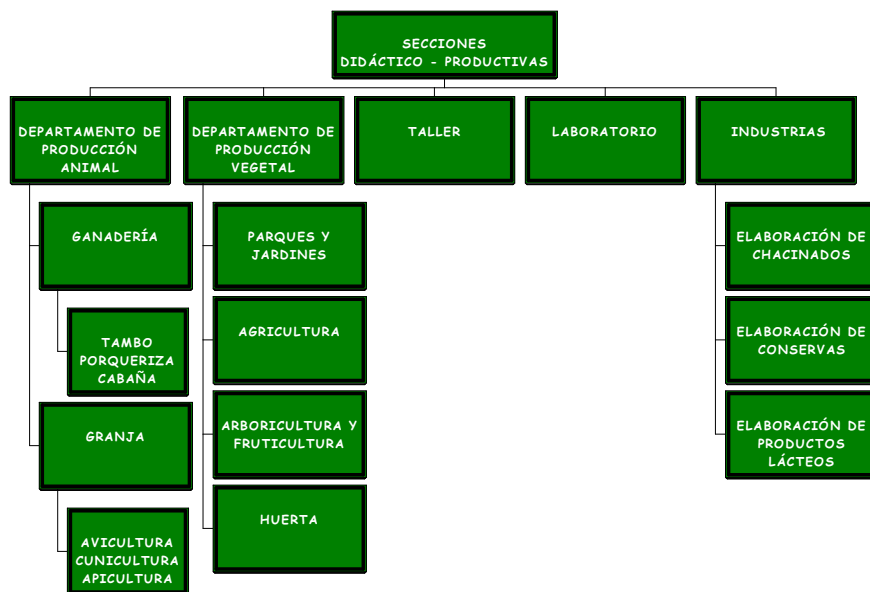 SECCIONES
DIDÁCTICO - PRODUCTIVAS
DEPARTAMENTO DE
PRODUCCIÓN
ANIMAL
DEPARTAMENTO DE
PRODUCCIÓN
VEGETAL
TALLER
LABORATORIO
INDUSTRIAS
GANADERÍA
TAMBO
PORQUERIZA
CABAÑA
GRANJA
AVICULTURA
CUNICULTURA
APICULTURA
PARQUES Y
JARDINES
AGRICULTURA
ARBORICULTURA Y
FRUTICULTURA
HUERTA
ELABORACIÓN DE
CHACINADOS
ELABORACIÓN DE
CONSERVAS
ELABORACIÓN DE
PRODUCTOS
LÁCTEOS